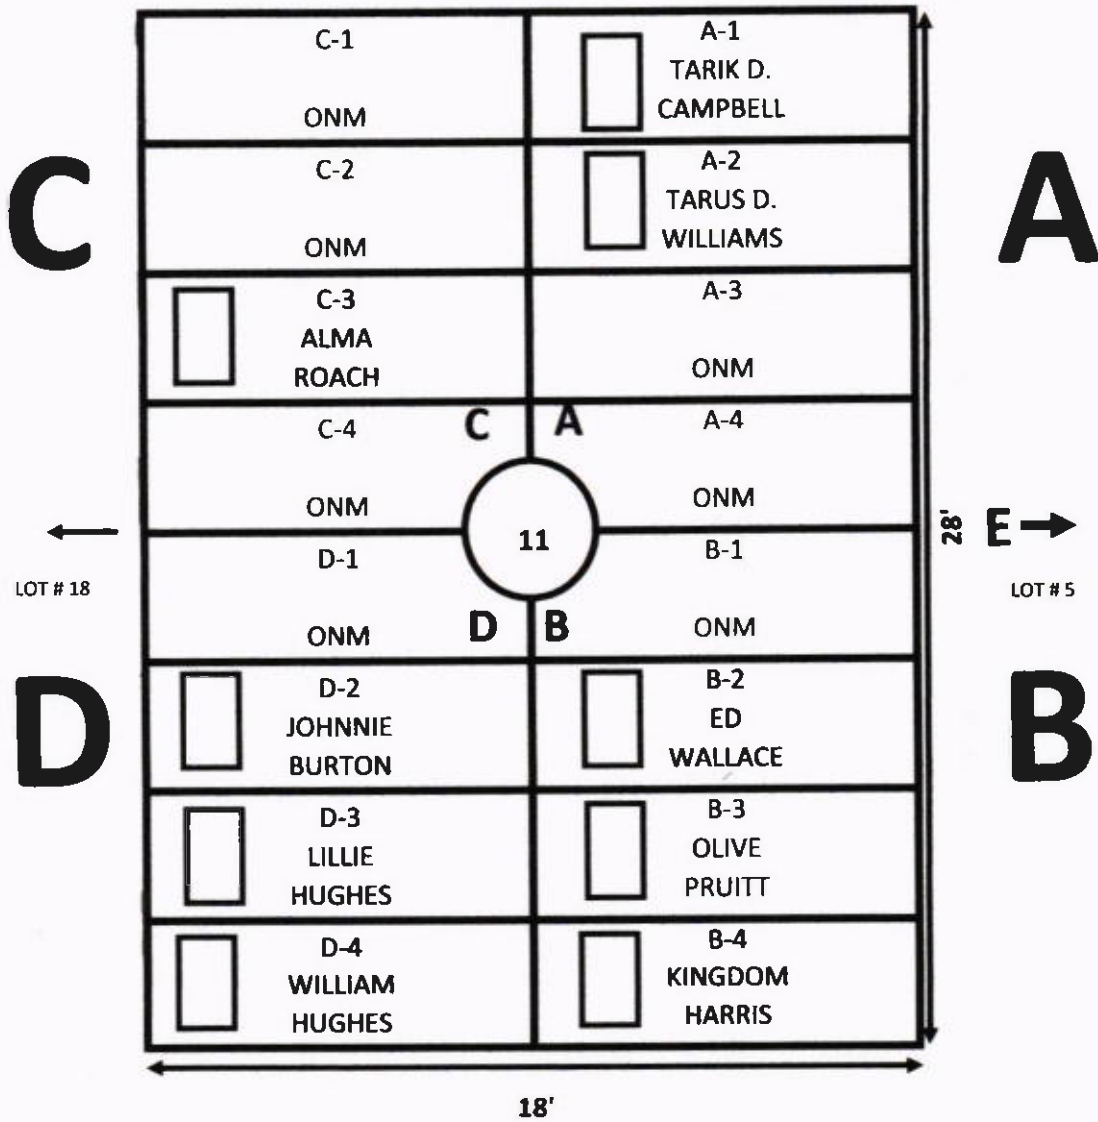 C-1
ONM
A-1
TARIK D.
CAMPBELL
C-2
ONM
A-2
TARUS D.
WILLIAMS
C
A
C-3
ALMA
ROACH
A-3
ONM
C-4
ONM
C
A
A-4
ONM
11
28'
E
LOT # 18
LOT # 5
D-1
ONM
D
B
B-1
ONM
D-2
JOHNNIE
BURTON
B-2
ED
WALLACE
D
B
D-3
LILLIE
HUGHES
B-3
OLIVE
PRUITT
D-4
WILLIAM
HUGHES
B-4
KINGDOM
HARRIS
18'